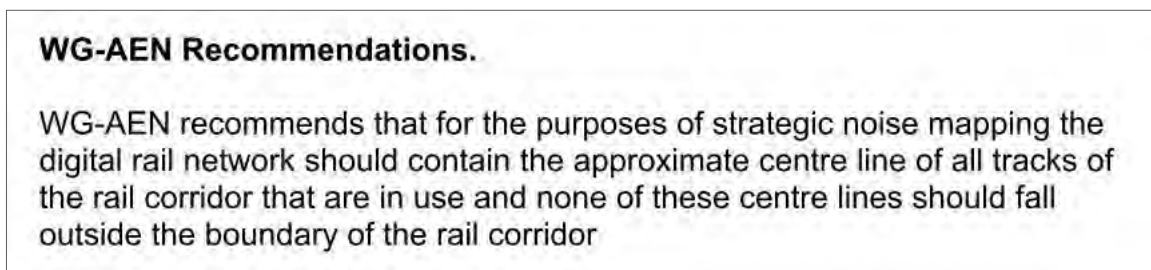 WG-AEN Recommendations.
WG-AEN recommends that for the purposes of strategic noise mapping the
digital rail network should contain the approximate centre line of all tracks of
the rail corridor that are in use and none of these centre lines should fall
outside the boundary of the rail corridor